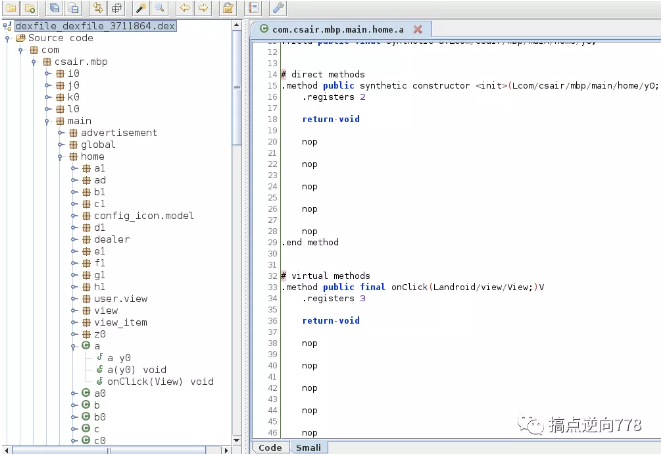 dexfile_dexfile_3711864.dex
Source code
com
csair.mbp
i0
j0
k0
l0
main
advertisement
global
home
a1
ad
b1
c1
config_icon.model
d1
dealer
e1
f1
g1
h1
user.view
view
view_item
z0
a
a y0
a(y0) void
onClick(View) void
a0
b
b0
c
c0
com.csair.mbp.main.home.a
12
13
14 # direct methods
15 .method public synthetic constructor <init>(Lcom/csair/mbp/main/home/y0;
16 .registers 2
17
18 return-void
19
20 nop
21
22 nop
23
24 nop
25
26 nop
27
28 nop
29 .end method
30
31
32 # virtual methods
33 .method public final onClick(Landroid/view/View;)V
34 .registers 3
35
36 return-void
37
38 nop
39
40 nop
41
42 nop
43
44 nop
45
46 nop
Code Smali
搞点逆向778